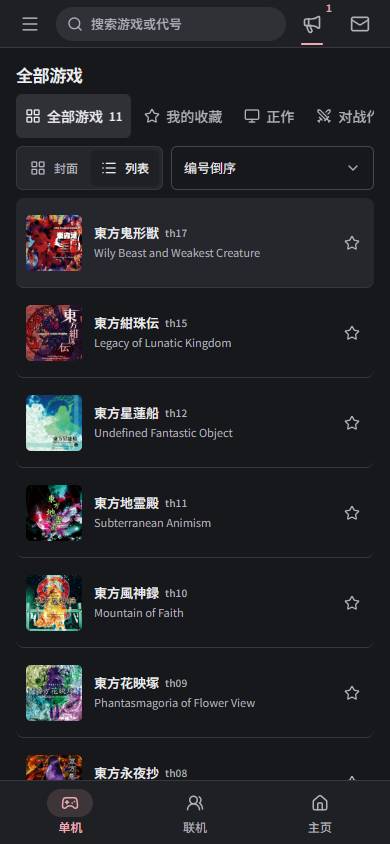 搜索游戏或代号
1
全部游戏
全部游戏 11 我的收藏 正作 对战作
封面 列表 编号倒序
東方鬼形獣 th17
Wily Beast and Weakest Creature
東方紺珠伝 th15
Legacy of Lunatic Kingdom
東方星蓮船 th12
Undefined Fantastic Object
東方地霊殿 th11
Subterranean Animism
東方風神録 th10
Mountain of Faith
東方花映塚 th09
Phantasmagoria of Flower View
東方永夜抄 th08
单机 联机 主页